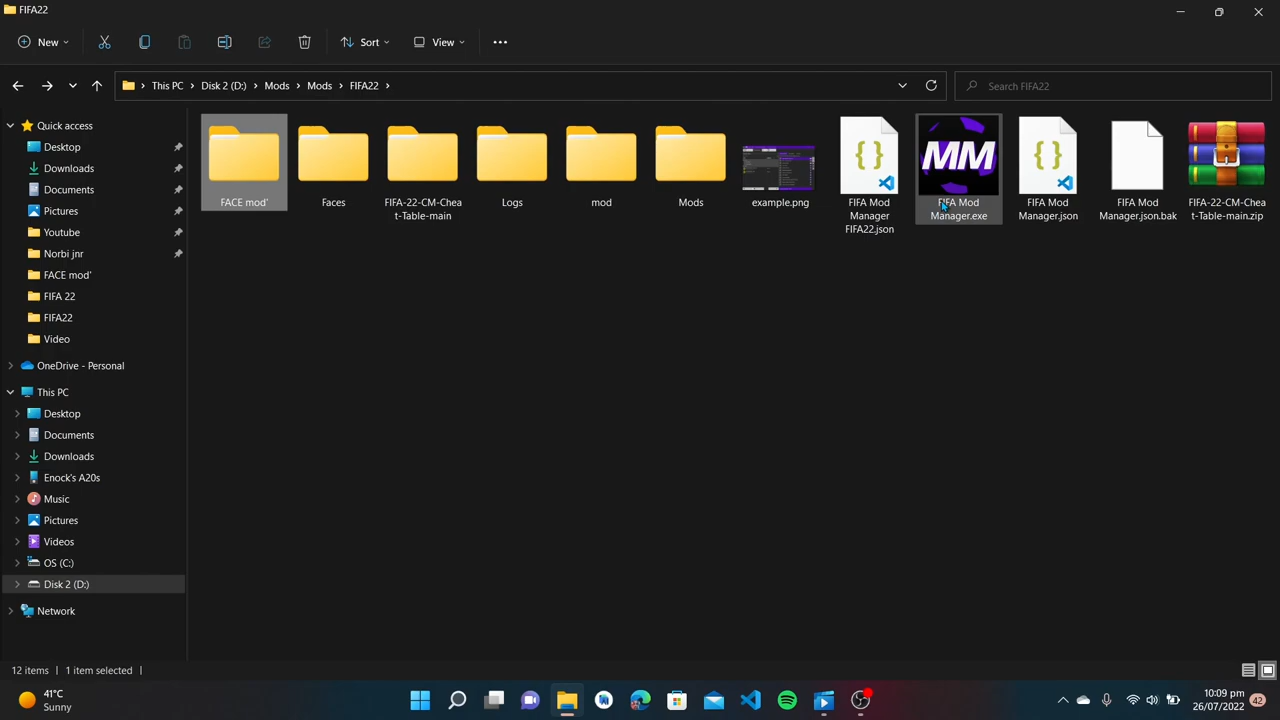 FIFA22
New
Sort
View
This PC
Disk 2 (D:)
Mods
Mods
FIFA22
Search FIFA22
Quick access
Desktop
Downloads
Documents
Pictures
Youtube
Norbi jnr
FACE mod'
FIFA 22
FIFA22
Video
OneDrive - Personal
This PC
Desktop
Documents
Downloads
Enock's A20s
Music
Pictures
Videos
OS (C:)
Disk 2 (D:)
Network
FACE mod'
Faces
FIFA-22-CM-Chea
t-Table-main
Logs
mod
Mods
example.png
{ }
FIFA Mod
Manager
FIFA22.json
MM
FIFA Mod
Manager.exe
{ }
FIFA Mod
Manager.json
FIFA Mod
Manager.json.bak
FIFA-22-CM-Chea
t-Table-main.zip
12 items
1 item selected
41°C
Sunny
10:09 pm
26/07/2022
42